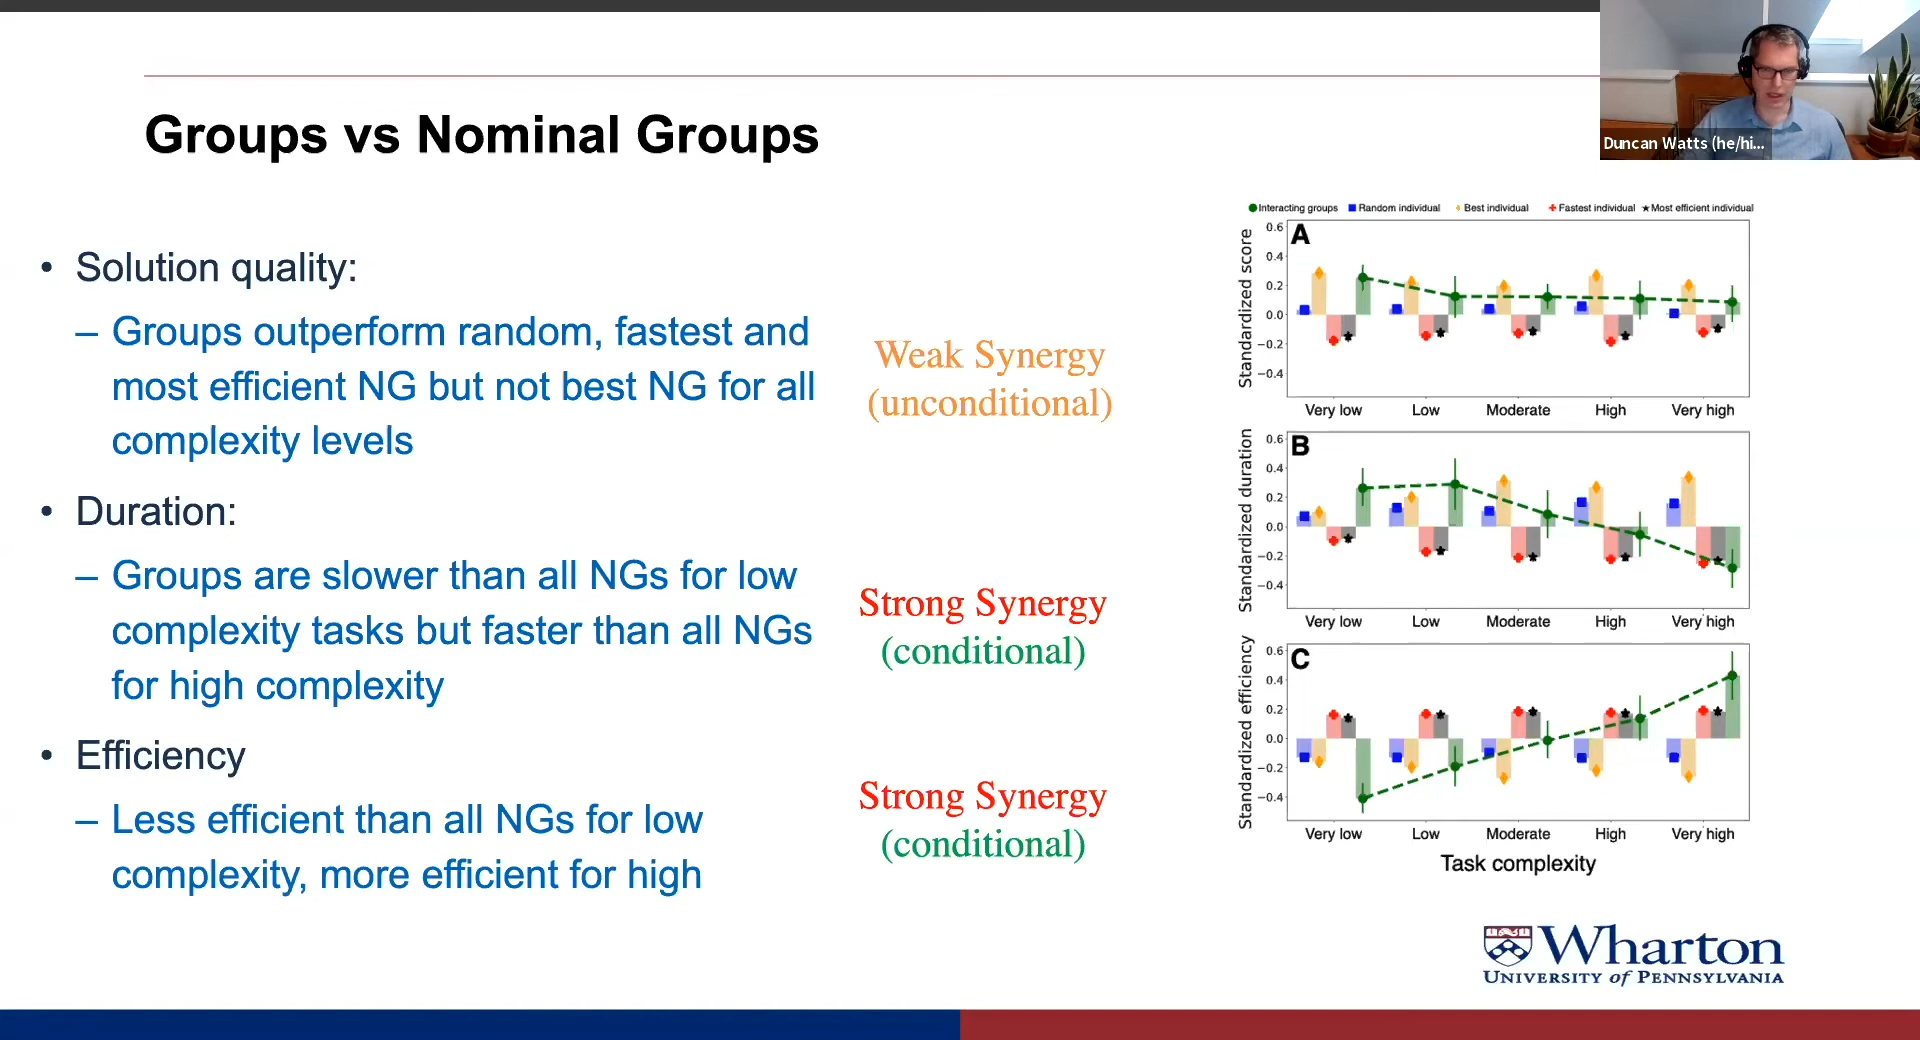 Duncan Watts (he/hi...
Groups vs Nominal Groups
• Solution quality:
– Groups outperform random, fastest and
most efficient NG but not best NG for all
complexity levels
Weak Synergy
(unconditional)
• Duration:
– Groups are slower than all NGs for low
complexity tasks but faster than all NGs
for high complexity
Strong Synergy
(conditional)
• Efficiency
– Less efficient than all NGs for low
complexity, more efficient for high
Strong Synergy
(conditional)
Interacting groups Random individual Best individual Fastest individual Most efficient individual
A
Standardized score
0.6
0.4
0.2
0.0
−0.2
−0.4
Very low Low Moderate High Very high
B
Standardized duration
0.6
0.4
0.2
0.0
−0.2
−0.4
Very low Low Moderate High Very high
C
Standardized efficiency
0.6
0.4
0.2
0.0
−0.2
−0.4
Very low Low Moderate High Very high
Task complexity
Wharton
UNIVERSITY of PENNSYLVANIA